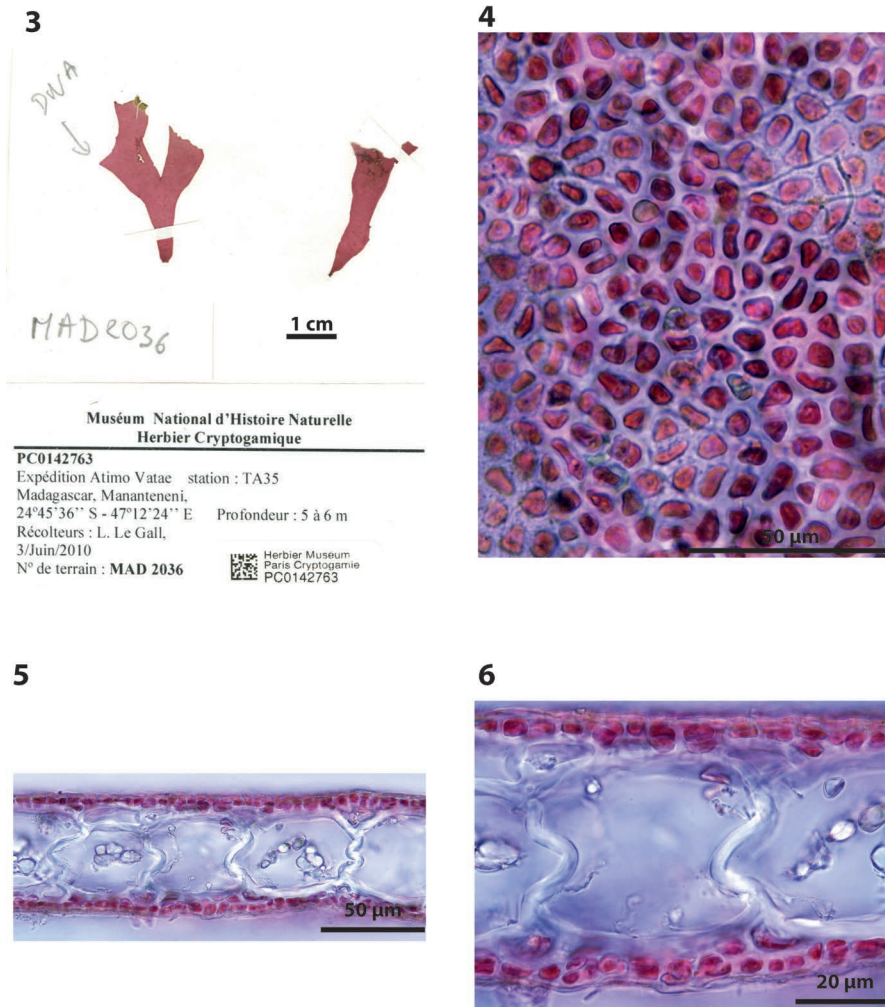 3
DNA
MAD2036
1 cm
Muséum National d'Histoire Naturelle
Herbier Cryptogamique
PC0142763
Expédition Atimo Vatae station : TA35
Madagascar, Mananteneni,
24°45'36'' S - 47°12'24'' E Profondeur : 5 à 6 m
Récolteurs : L. Le Gall,
3/Juin/2010
N° de terrain : MAD 2036
Herbier Museum
Paris Cryptogamie
PC0142763
4
50 µm
5
50 µm
6
20 µm